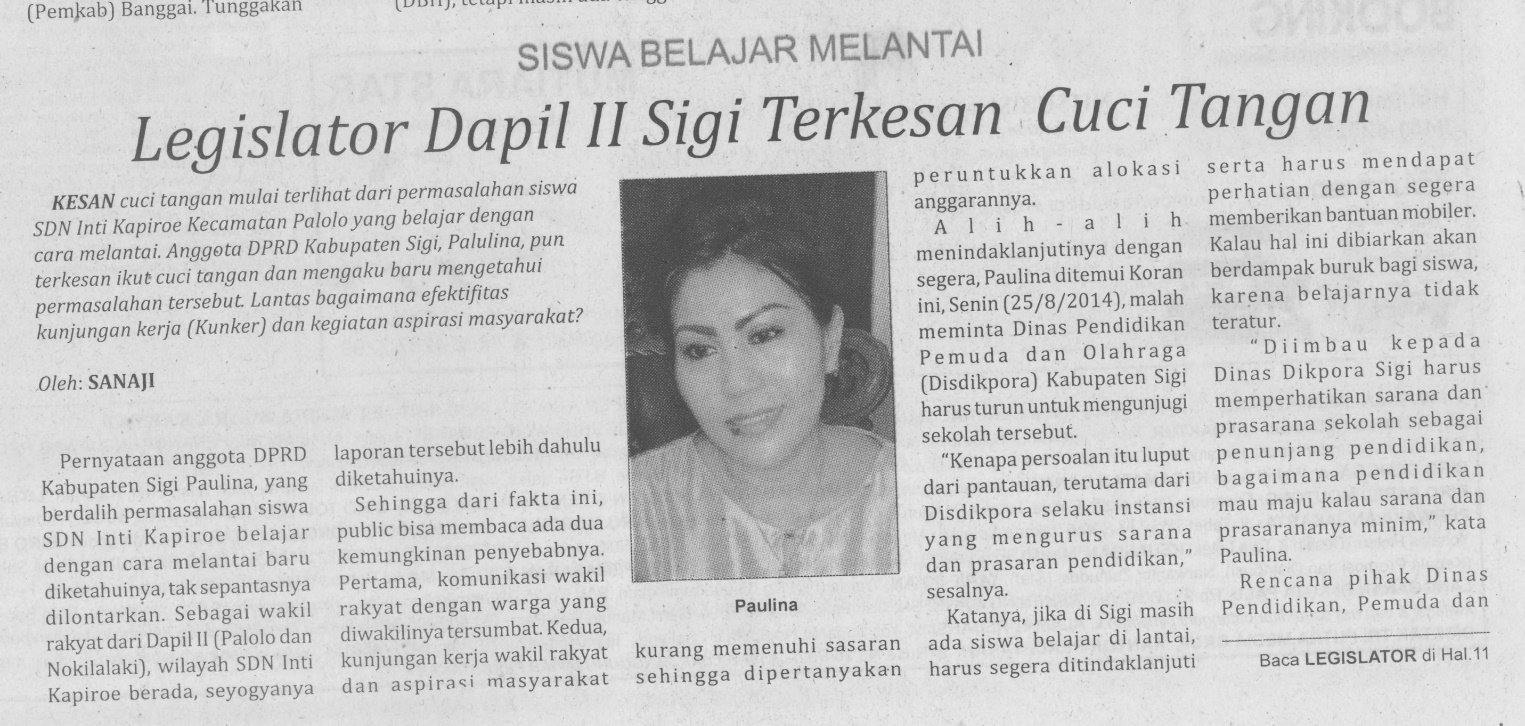 (Pemkab) Banggai. Tunggakan
SISWA BELAJAR MELANTAI
Legislator Dapil II Sigi Terkesan Cuci Tangan
KESAN cuci tangan mulai terlihat dari permasalahan siswa
SDN Inti Kapiroe Kecamatan Palolo yang belajar dengan
cara melantai. Anggota DPRD Kabupaten Sigi, Palulina, pun
terkesan ikut cuci tangan dan mengaku baru mengetahui
permasalahan tersebut. Lantas bagaimana efektifitas
kunjungan kerja (Kunker) dan kegiatan aspirasi masyarakat?
Oleh: SANAJI
Pernyataan anggota DPRD
Kabupaten Sigi Paulina, yang
berdalih permasalahan siswa
SDN Inti Kapiroe belajar
dengan cara melantai baru
diketahuinya, tak sepantasnya
dilontarkan. Sebagai wakil
rakyat dari Dapil II (Palolo dan
Nokilalaki), wilayah SDN Inti
Kapiroe berada, seyogyanya
laporan tersebut lebih dahulu
diketahuinya.
Sehingga dari fakta ini,
public bisa membaca ada dua
kemungkinan penyebabnya.
Pertama, komunikasi wakil
rakyat dengan warga yang
diwakilinya tersumbat. Kedua,
kunjungan kerja wakil rakyat
dan aspirasi masyarakat
Paulina
kurang memenuhi sasaran
sehingga dipertanyakan
peruntukkan alokasi
anggarannya.
Alih-alih
menindaklanjutinya dengan
segera, Paulina ditemui Koran
ini, Senin (25/8/2014), malah
meminta Dinas Pendidikan
Pemuda dan Olahraga
(Disdikpora) Kabupaten Sigi
harus turun untuk mengunjugi
sekolah tersebut.
“Kenapa persoalan itu luput
dari pantauan, terutama dari
Disdikpora selaku instansi
yang mengurus sarana
dan prasaran pendidikan,”
sesalnya.
Katanya, jika di Sigi masih
ada siswa belajar di lantai,
harus segera ditindaklanjuti
serta harus mendapat
perhatian dengan segera
memberikan bantuan mobiler.
Kalau hal ini dibiarkan akan
berdampak buruk bagi siswa,
karena belajarnya tidak
teratur.
“Diimbau kepada
Dinas Dikpora Sigi harus
memperhatikan sarana dan
prasarana sekolah sebagai
penunjang pendidikan,
bagaimana pendidikan
mau maju kalau sarana dan
prasarananya minim,” kata
Paulina.
Rencana pihak Dinas
Pendidikan, Pemuda dan
Baca LEGISLATOR di Hal.11